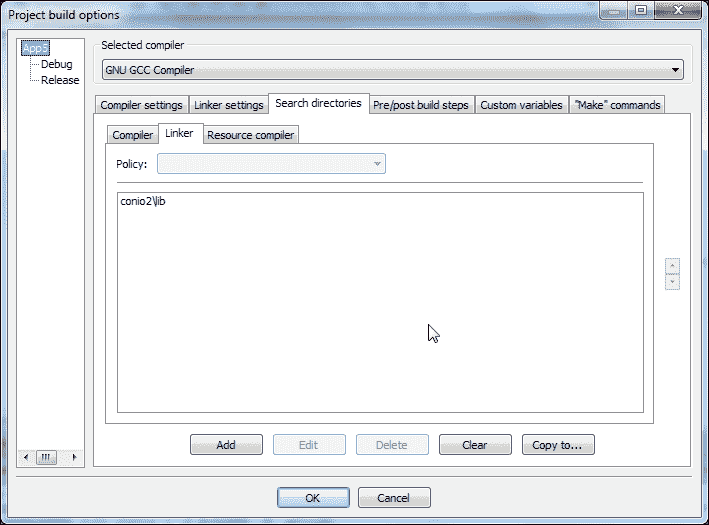 Project build options
App5
Debug
Release
Selected compiler
GNU GCC Compiler
Compiler settings
Linker settings
Search directories
Pre/post build steps
Custom variables
"Make" commands
Compiler
Linker
Resource compiler
Policy:
conio2\lib
Add
Edit
Delete
Clear
Copy to...
OK
Cancel